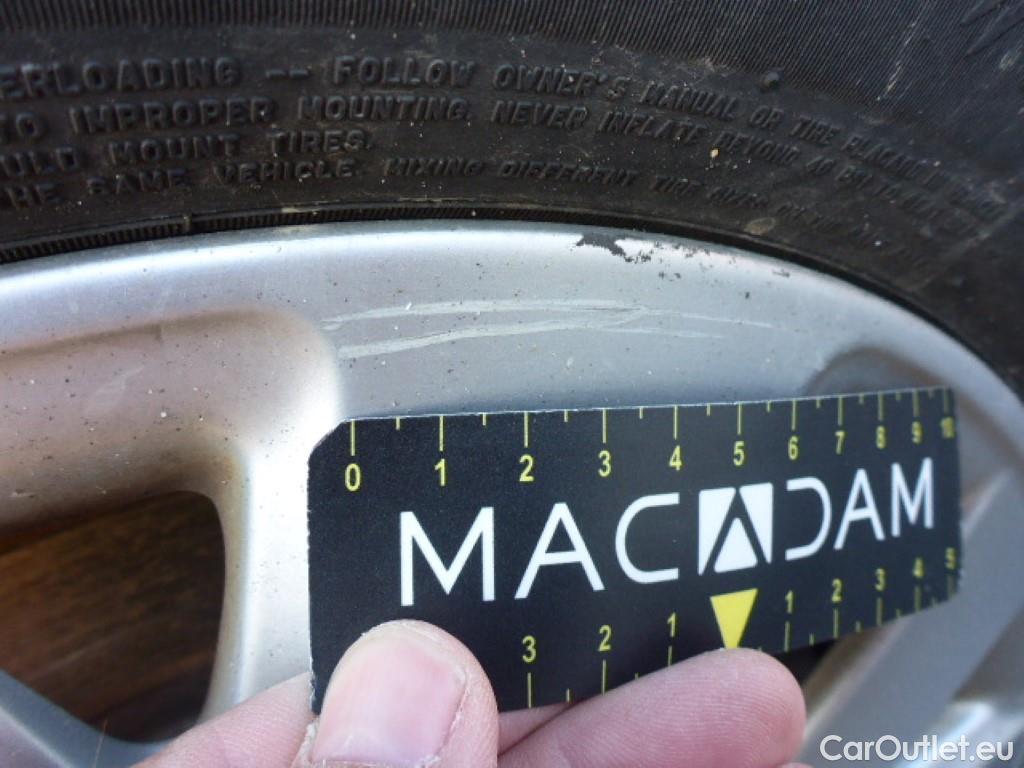 ERLOADING -- FOLLOW OWNER'S MANUAL OR TIRE PLACARD IN
IMPROPER MOUNTING. NEVER INFLATE BEYOND 40
ULD MOUNT TIRES.
HE SAME VEHICLE. MIXING DIFFERENT TIRE
0 1 2 3 4 5 6 7 8 9 10
MACADAM
3 2 1 1 2 3 4 5
CarOutlet.eu